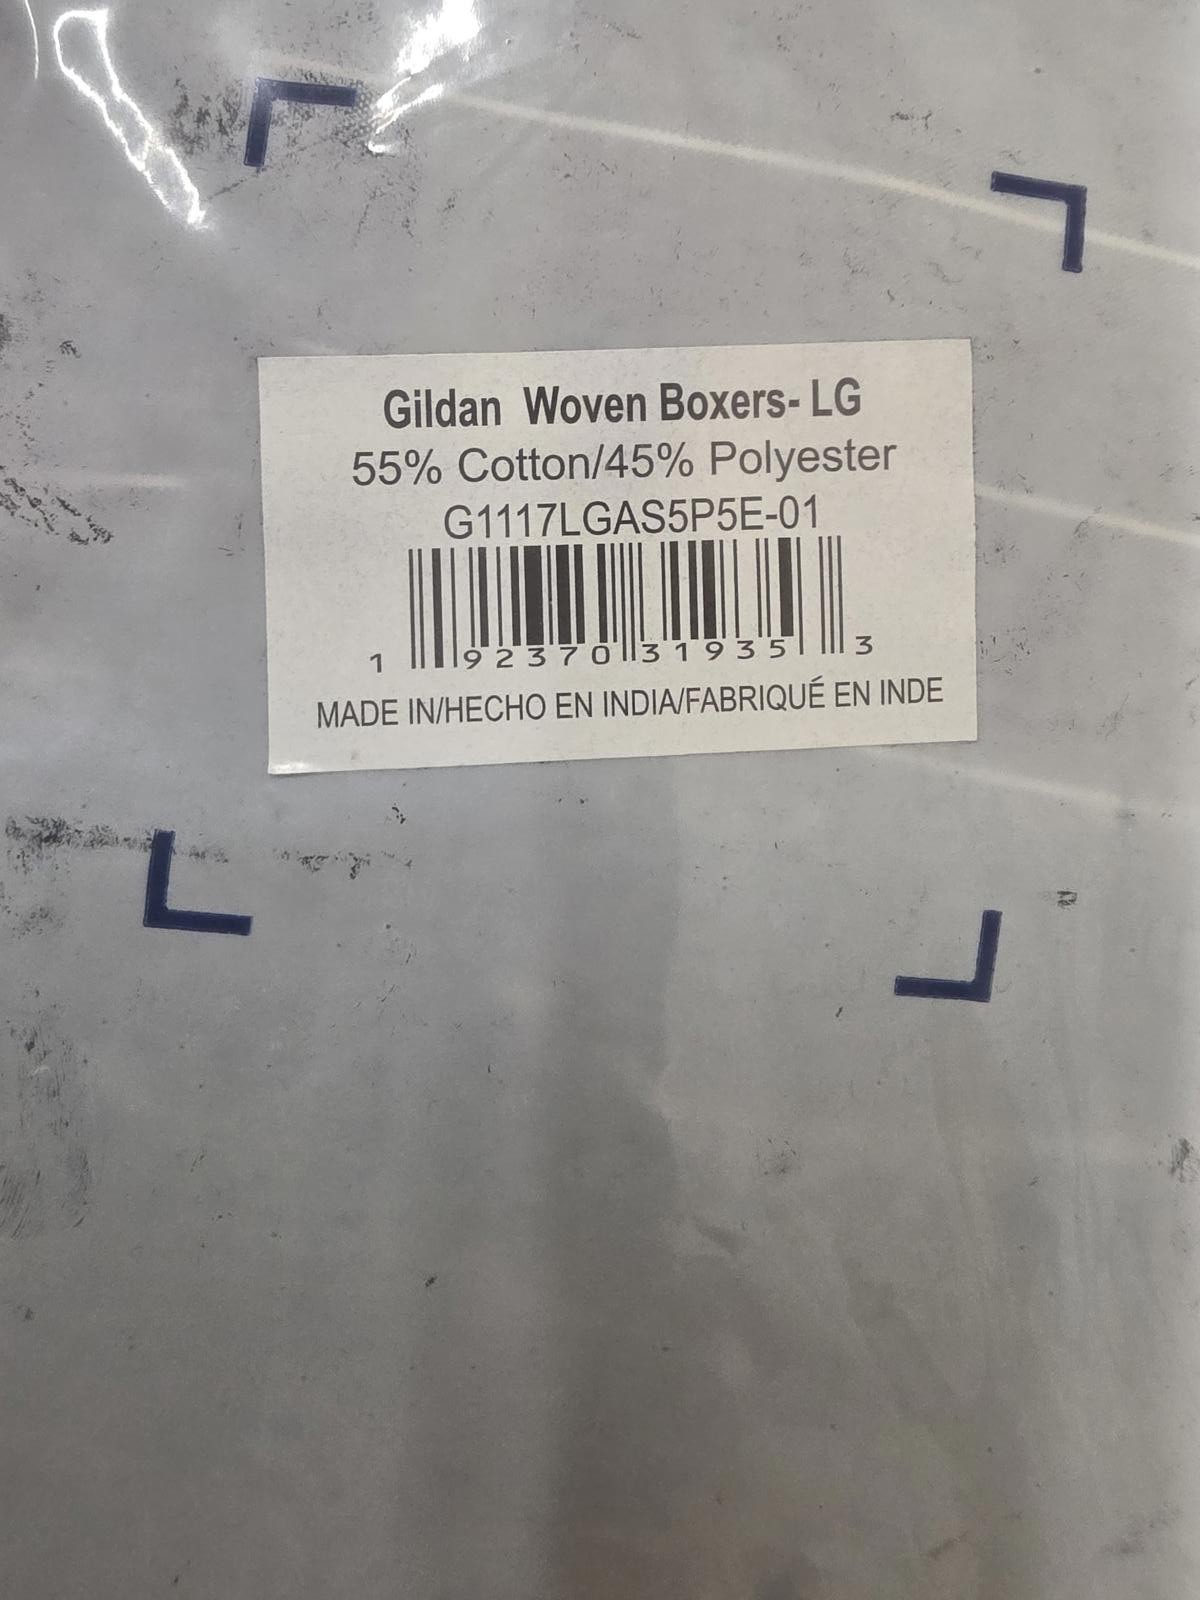 Gildan Woven Boxers- LG
55% Cotton/45% Polyester
G1117LGAS5P5E-01
1 92370 31935 3
MADE IN/HECHO EN INDIA/FABRIQUÉ EN INDE